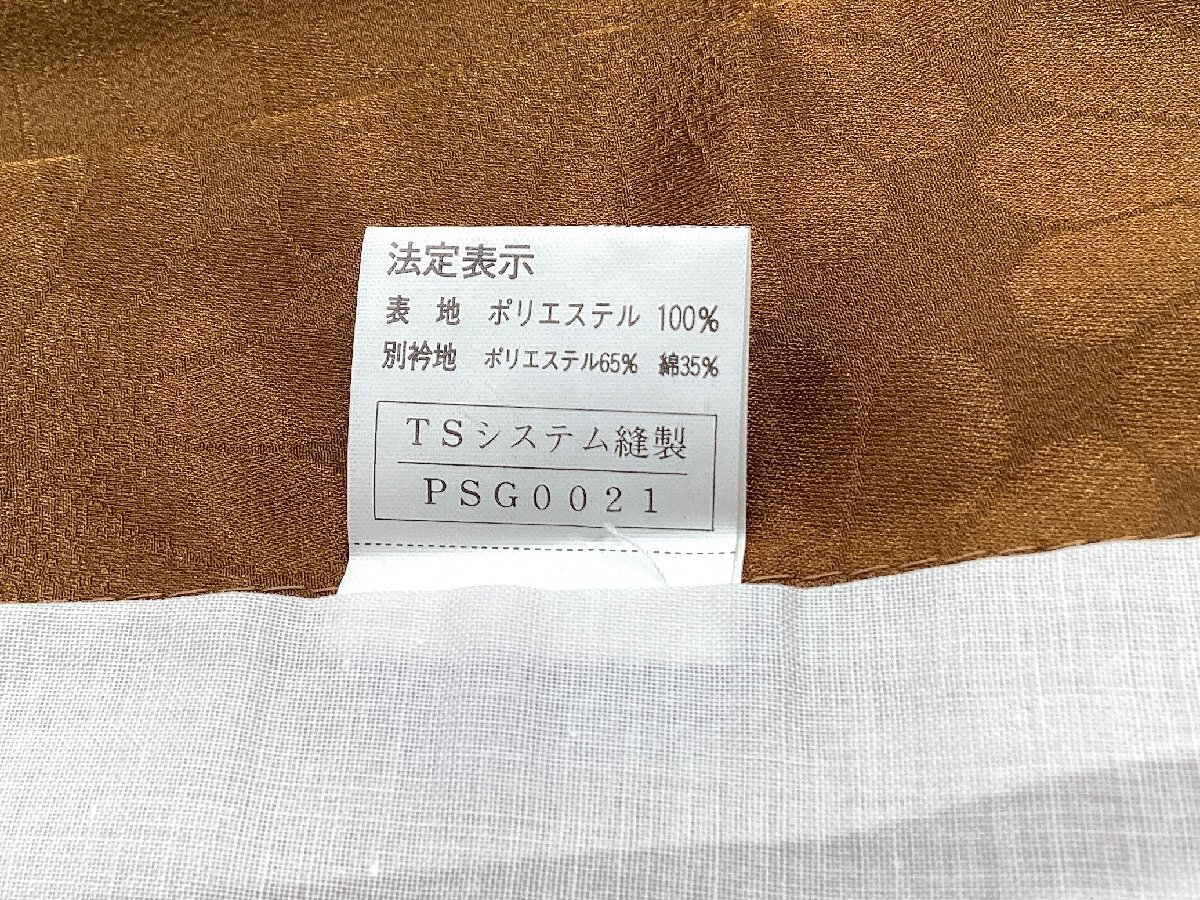 法定表示
表 地 ポリエステル 100%
別衿地 ポリエステル65% 綿35%
TSシステム縫製
PSG0021